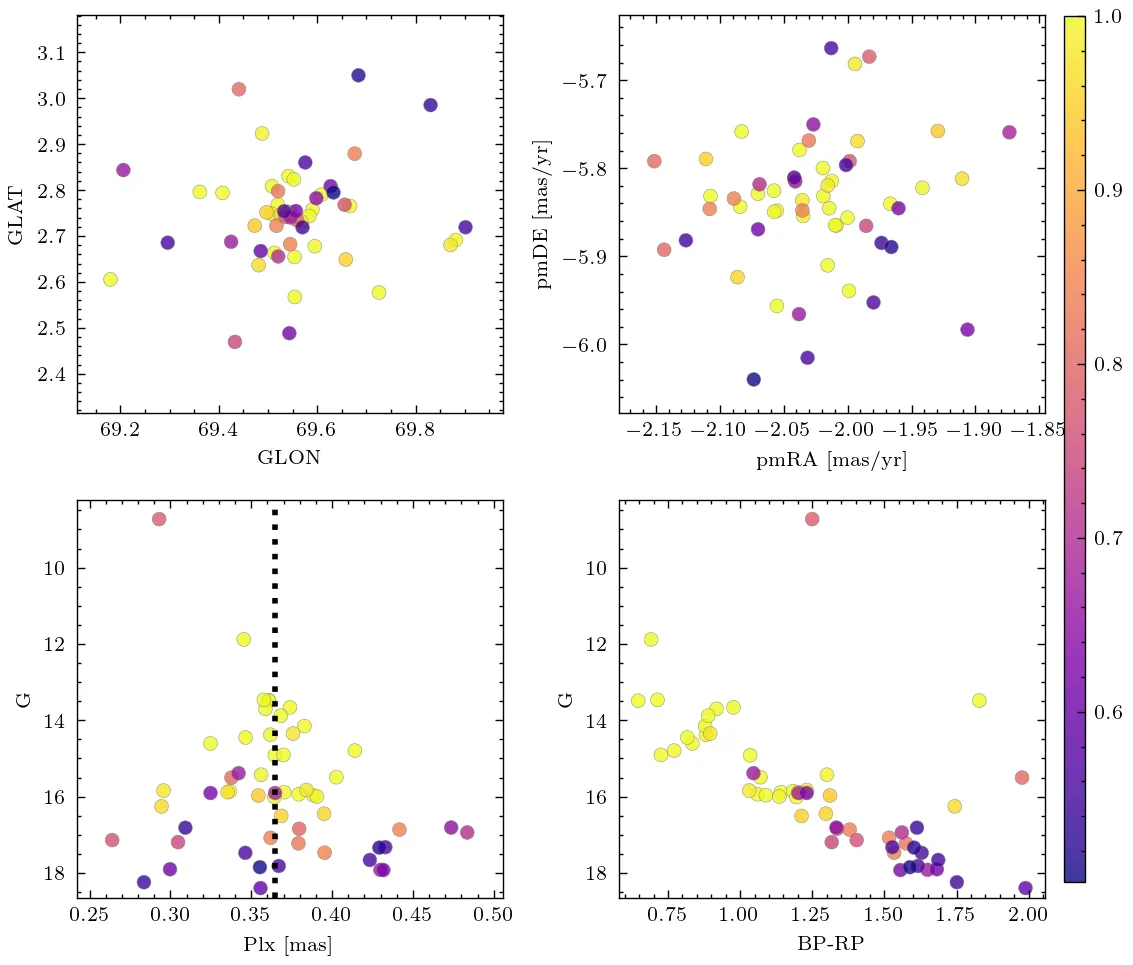 3.1
3.0
2.9
2.8
2.7
2.6
2.5
2.4
GLAT
69.2 69.4 69.6 69.8
GLON
−5.7
−5.8
−5.9
−6.0
pmDE [mas/yr]
−2.15 −2.10 −2.05 −2.00 −1.95 −1.90 −1.85
pmRA [mas/yr]
1.0
0.9
0.8
0.7
0.6
10
12
14
16
18
G
0.25 0.30 0.35 0.40 0.45 0.50
Plx [mas]
10
12
14
16
18
G
0.75 1.00 1.25 1.50 1.75 2.00
BP-RP